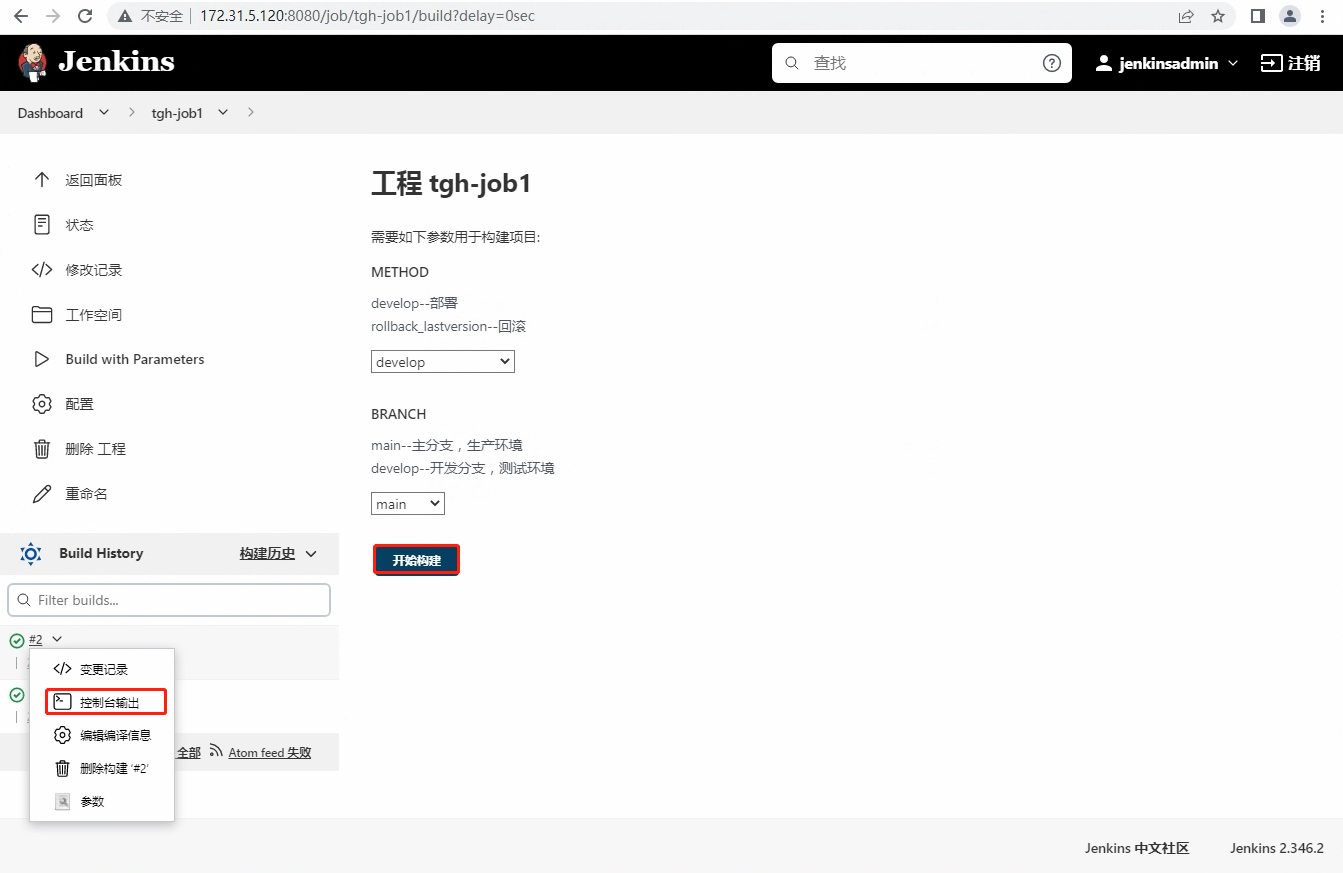 不安全 172.31.5.120:8080/job/tgh-job1/build?delay=0sec
Jenkins
查找
jenkinsadmin
注销
Dashboard
tgh-job1
返回面板
状态
修改记录
工作空间
Build with Parameters
配置
删除 工程
重命名
Build History
构建历史
Filter builds...
#2
变更记录
控制台输出
编辑编译信息
删除构建 '#2'
参数
全部
Atom feed 失败
工程 tgh-job1
需要如下参数用于构建项目:
METHOD
develop--部署
rollback_lastversion--回滚
develop
BRANCH
main--主分支，生产环境
develop--开发分支，测试环境
main
开始构建
Jenkins 中文社区
Jenkins 2.346.2